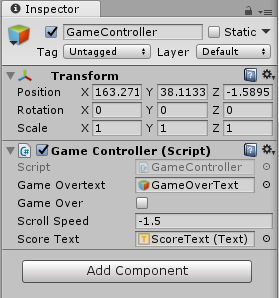 Inspector
GameController Static
Tag Untagged Layer Default
Transform
Position X 163.271 Y 38.1133 Z -1.5895
Rotation X 0 Y 0 Z 0
Scale X 1 Y 1 Z 1
Game Controller (Script)
Script GameController
Game Overtext GameOverText
Game Over
Scroll Speed -1.5
Score Text ScoreText (Text)
Add Component